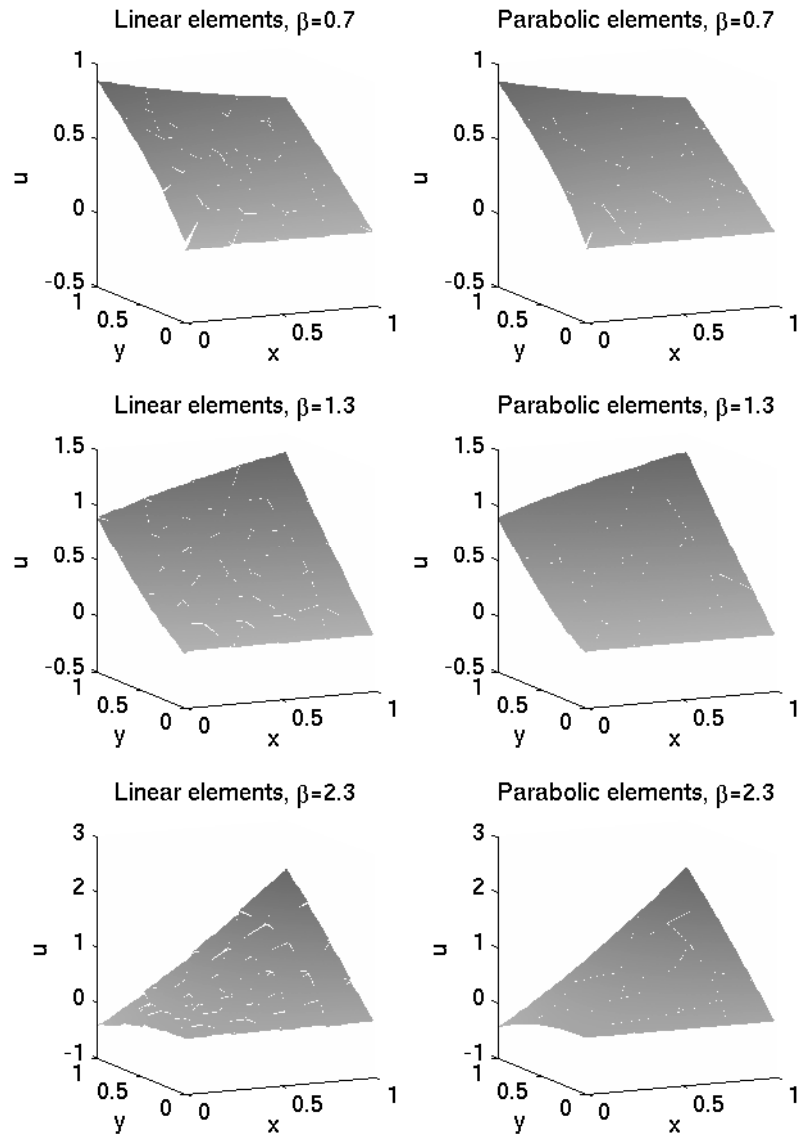 Linear elements, β=0.7
1
0.5
0
-0.5
u
1
0.5
0
y
0
0.5
1
x
Parabolic elements, β=0.7
1
0.5
0
-0.5
u
1
0.5
0
y
0
0.5
1
x
Linear elements, β=1.3
1.5
1
0.5
0
-0.5
u
1
0.5
0
y
0
0.5
1
x
Parabolic elements, β=1.3
1.5
1
0.5
0
-0.5
u
1
0.5
0
y
0
0.5
1
x
Linear elements, β=2.3
3
2
1
0
-1
u
1
0.5
0
y
0
0.5
1
x
Parabolic elements, β=2.3
3
2
1
0
-1
u
1
0.5
0
y
0
0.5
1
x